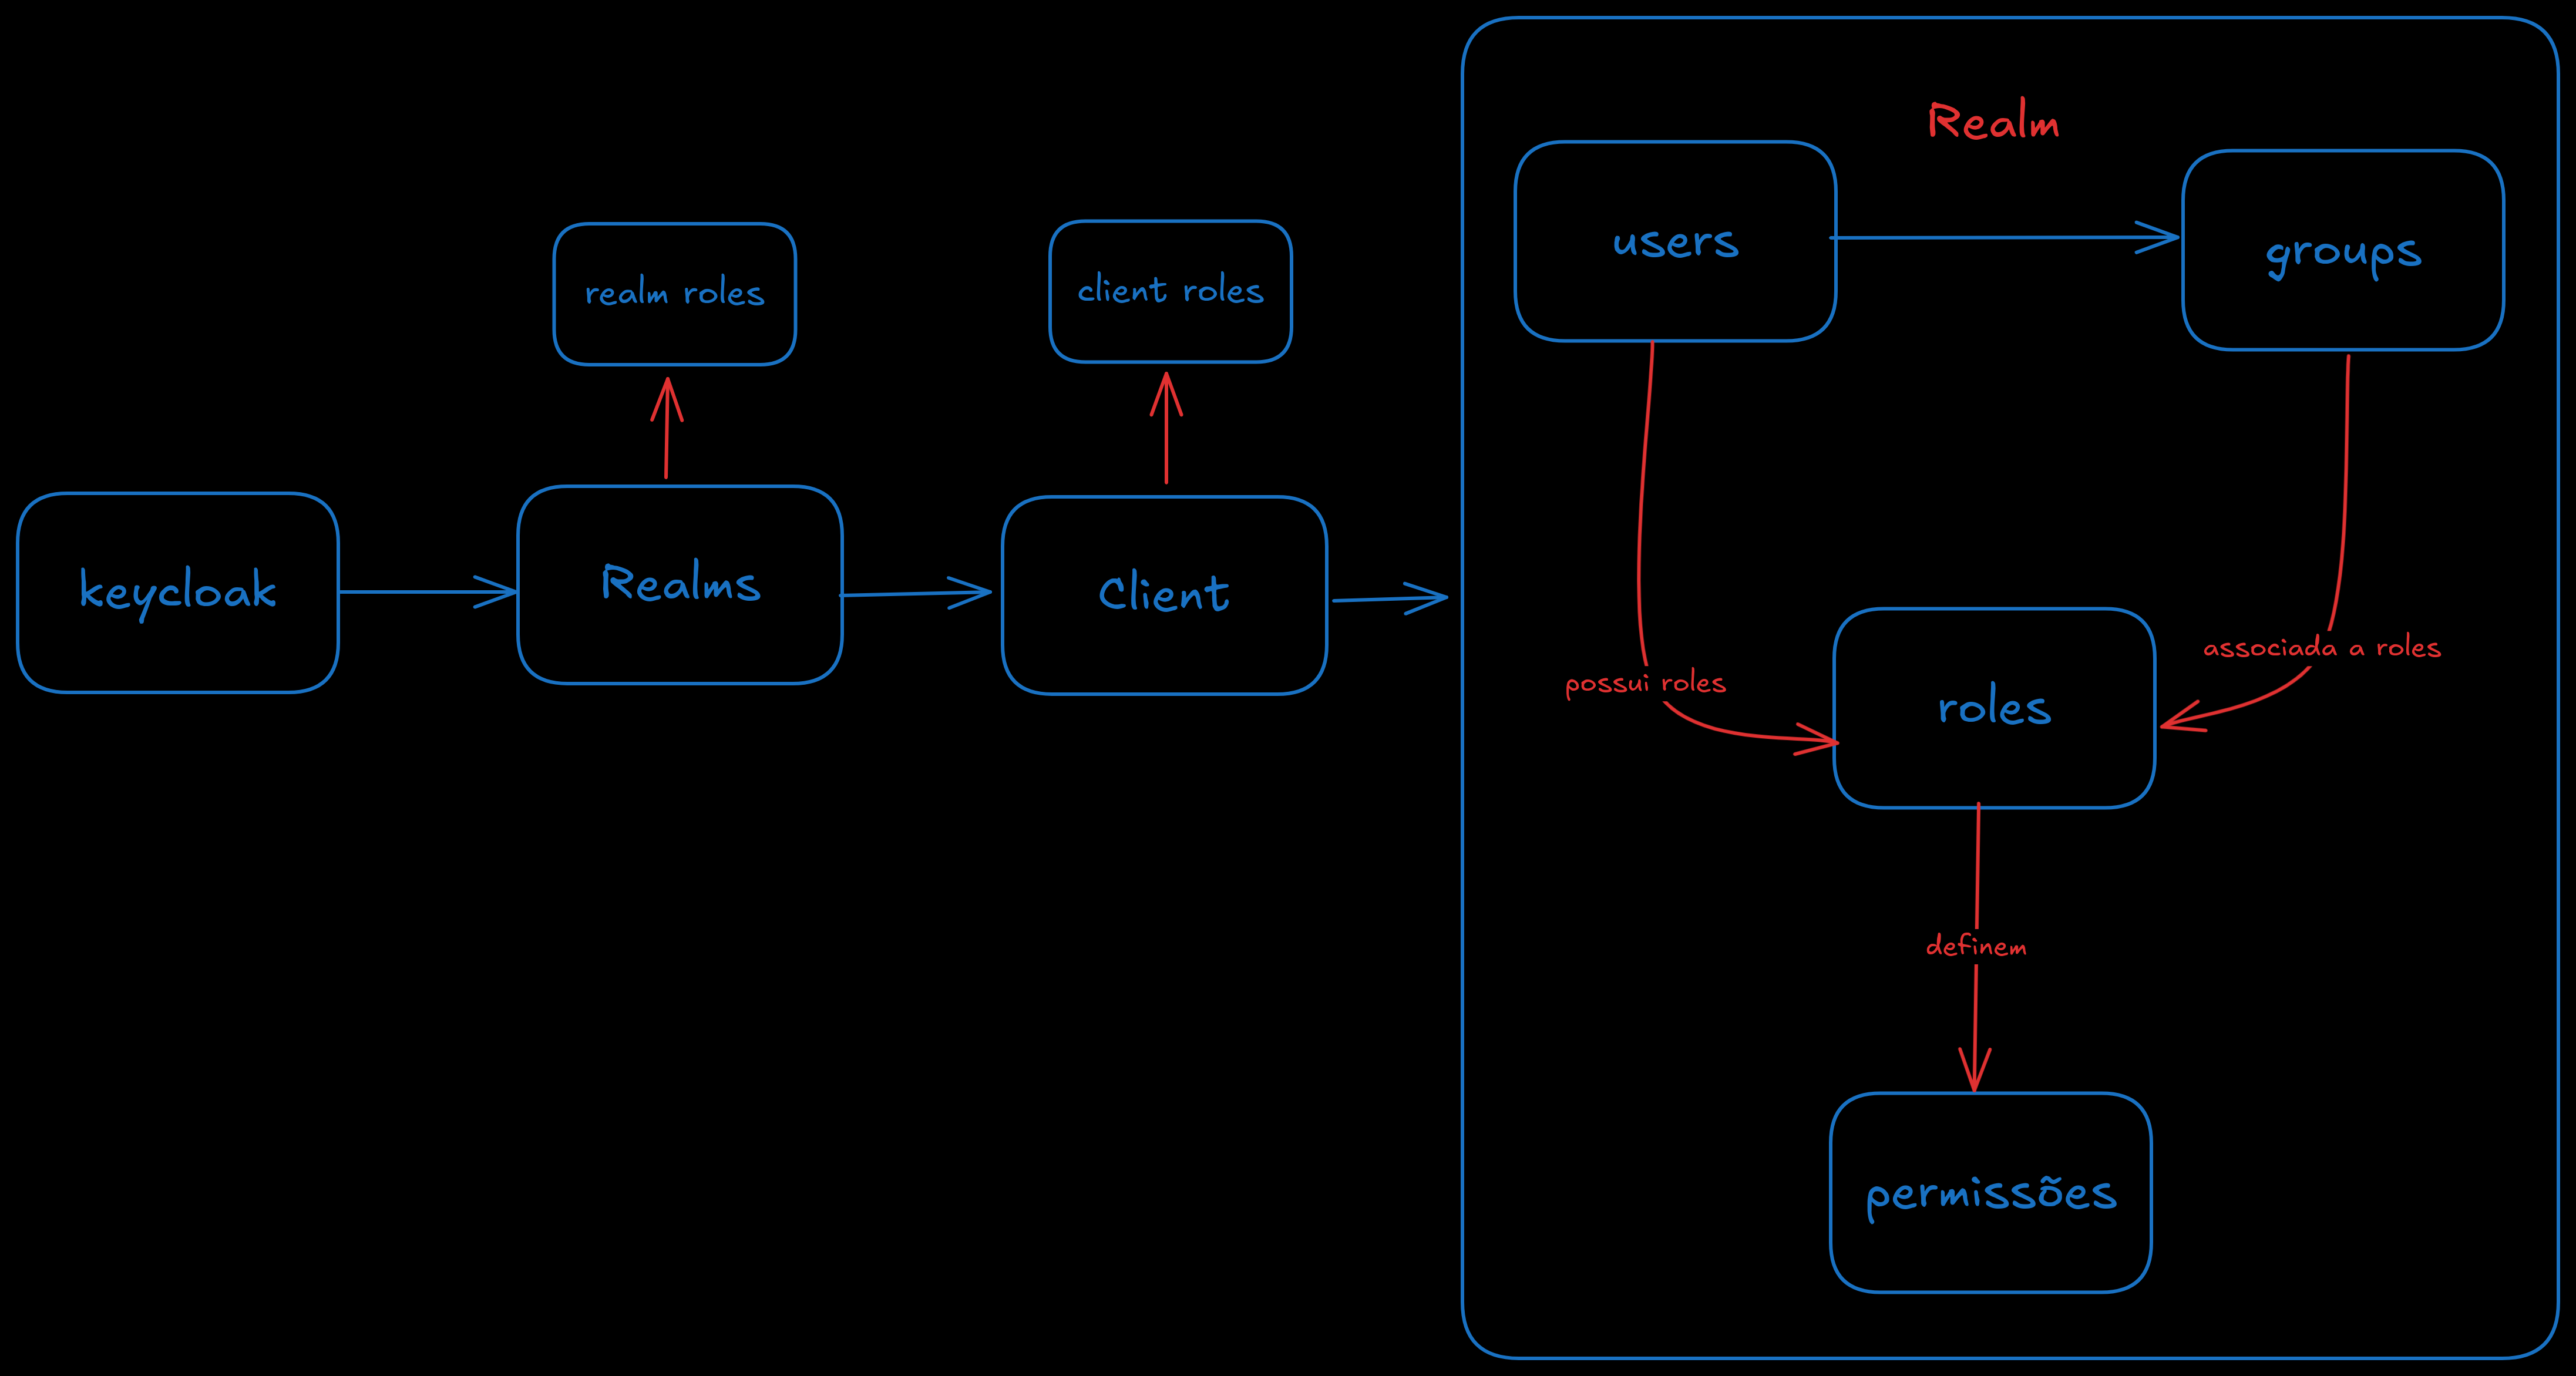 Realm
users
groups
realm roles
client roles
keycloak
Realms
Client
possui roles
associada a roles
roles
definem
permissões